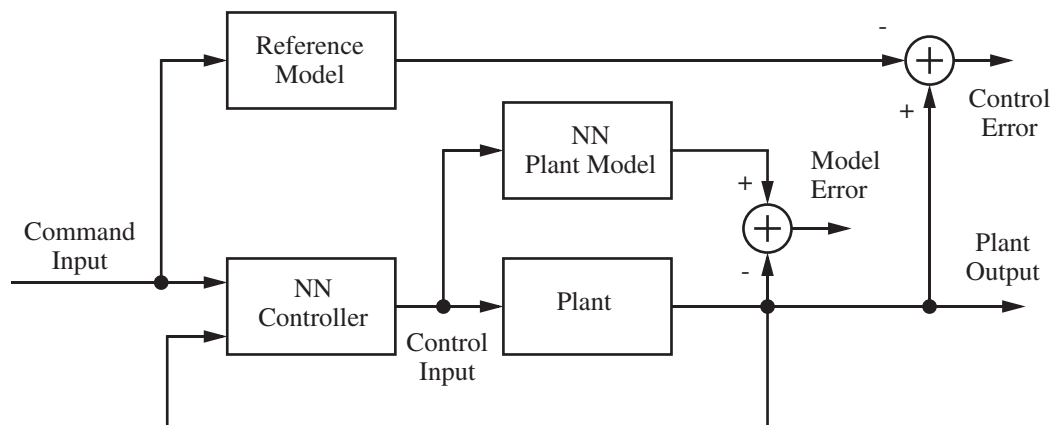 Reference
Model
-
+
Control
Error
NN
Plant Model
+
Model
Error
-
Command
Input
NN
Controller
Control
Input
Plant
Plant
Output